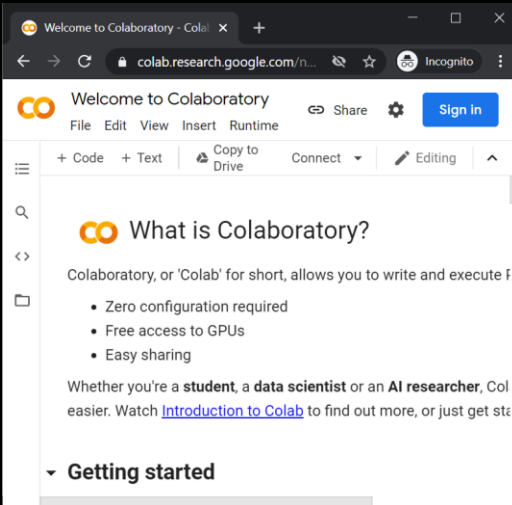 Welcome to Colaboratory - Cola
colab.research.google.com/n...
Incognito
Welcome to Colaboratory
Share
Sign in
File Edit View Insert Runtime
+ Code + Text Copy to Drive Connect Editing
What is Colaboratory?
Colaboratory, or 'Colab' for short, allows you to write and execute
• Zero configuration required
• Free access to GPUs
• Easy sharing
Whether you're a student, a data scientist or an AI researcher, Col
easier. Watch Introduction to Colab to find out more, or just get sta
Getting started